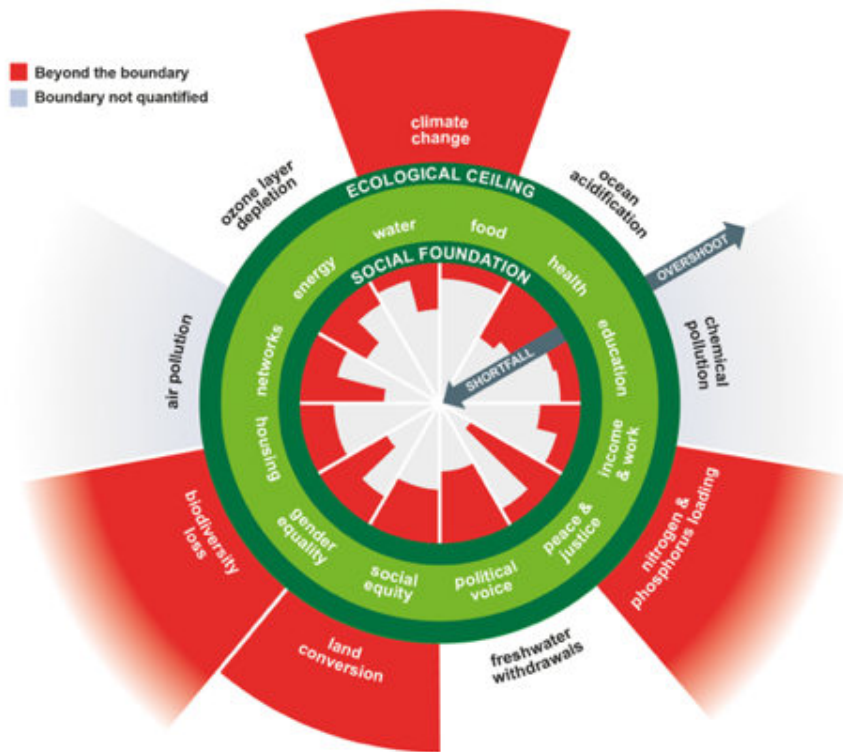 Beyond the boundary
Boundary not quantified
climate
change
ozone layer
depletion
ocean
acidification
ECOLOGICAL CEILING
OVERSHOOT
water
food
energy
health
SOCIAL FOUNDATION
SHORTFALL
networks
education
air pollution
chemical
pollution
housing
income
& work
gender
equality
peace &
justice
social
equity
political
voice
biodiversity
loss
nitrogen &
phosphorus loading
land
conversion
freshwater
withdrawals